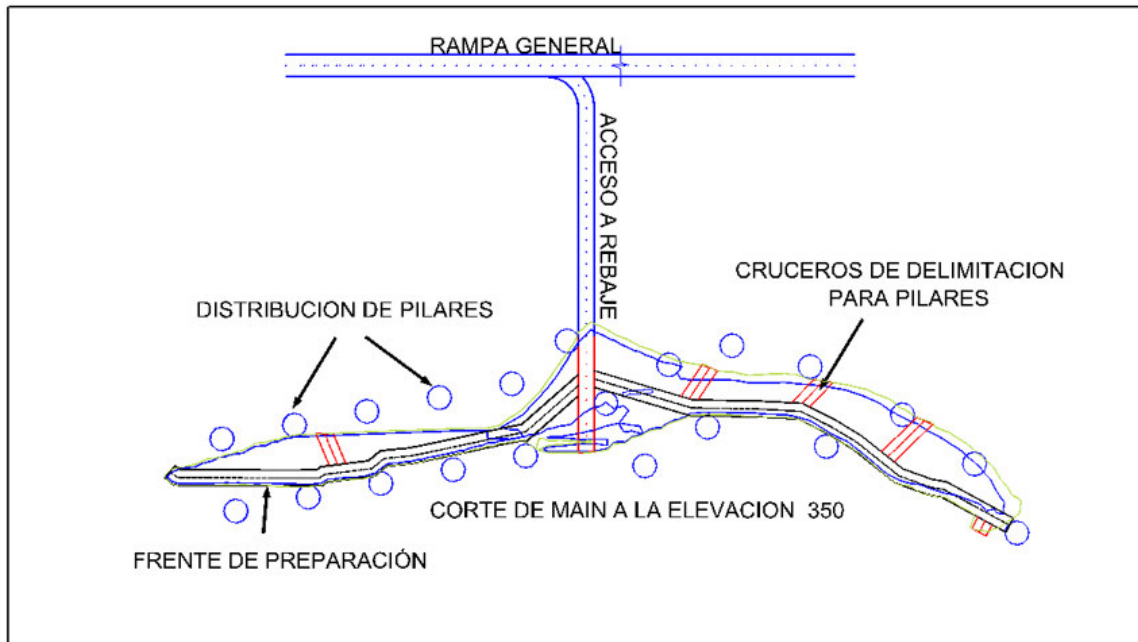 RAMPA GENERAL
ACCESO A REBAJE
CRUCEROS DE DELIMITACION
PARA PILARES
DISTRIBUCION DE PILARES
CORTE DE MAIN A LA ELEVACION 350
FRENTE DE PREPARACIÓN